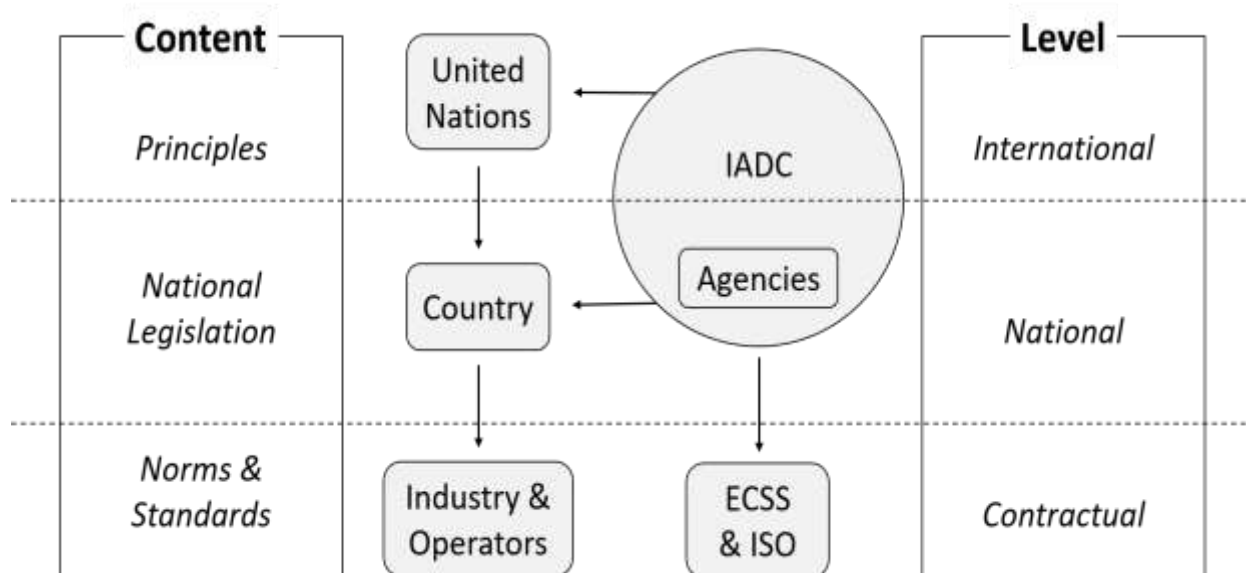 Content
Level
United
Nations
Principles
IADC
International
National
Legislation
Country
Agencies
National
Norms &
Standards
Industry &
Operators
ECSS
& ISO
Contractual